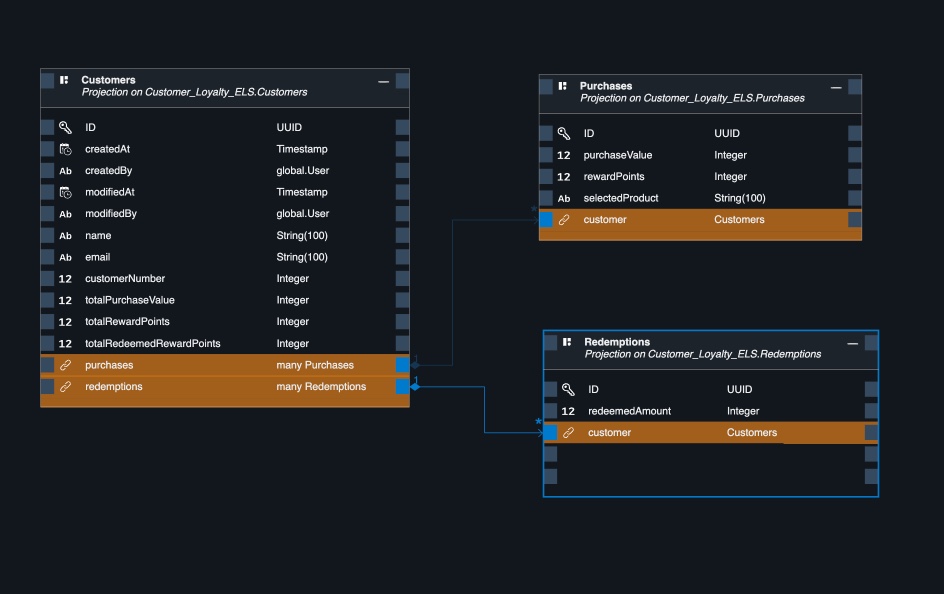 Customers
Projection on Customer_Loyalty_ELS.Customers
ID UUID
createdAt Timestamp
Ab createdBy global.User
modifiedAt Timestamp
Ab modifiedBy global.User
Ab name String(100)
Ab email String(100)
12 customerNumber Integer
12 totalPurchaseValue Integer
12 totalRewardPoints Integer
12 totalRedeemedRewardPoints Integer
purchases many Purchases 1
redemptions many Redemptions 1
Purchases
Projection on Customer_Loyalty_ELS.Purchases
ID UUID
12 purchaseValue Integer
12 rewardPoints Integer
Ab selectedProduct String(100)
*
customer Customers
Redemptions
Projection on Customer_Loyalty_ELS.Redemptions
ID UUID
12 redeemedAmount Integer
*
customer Customers